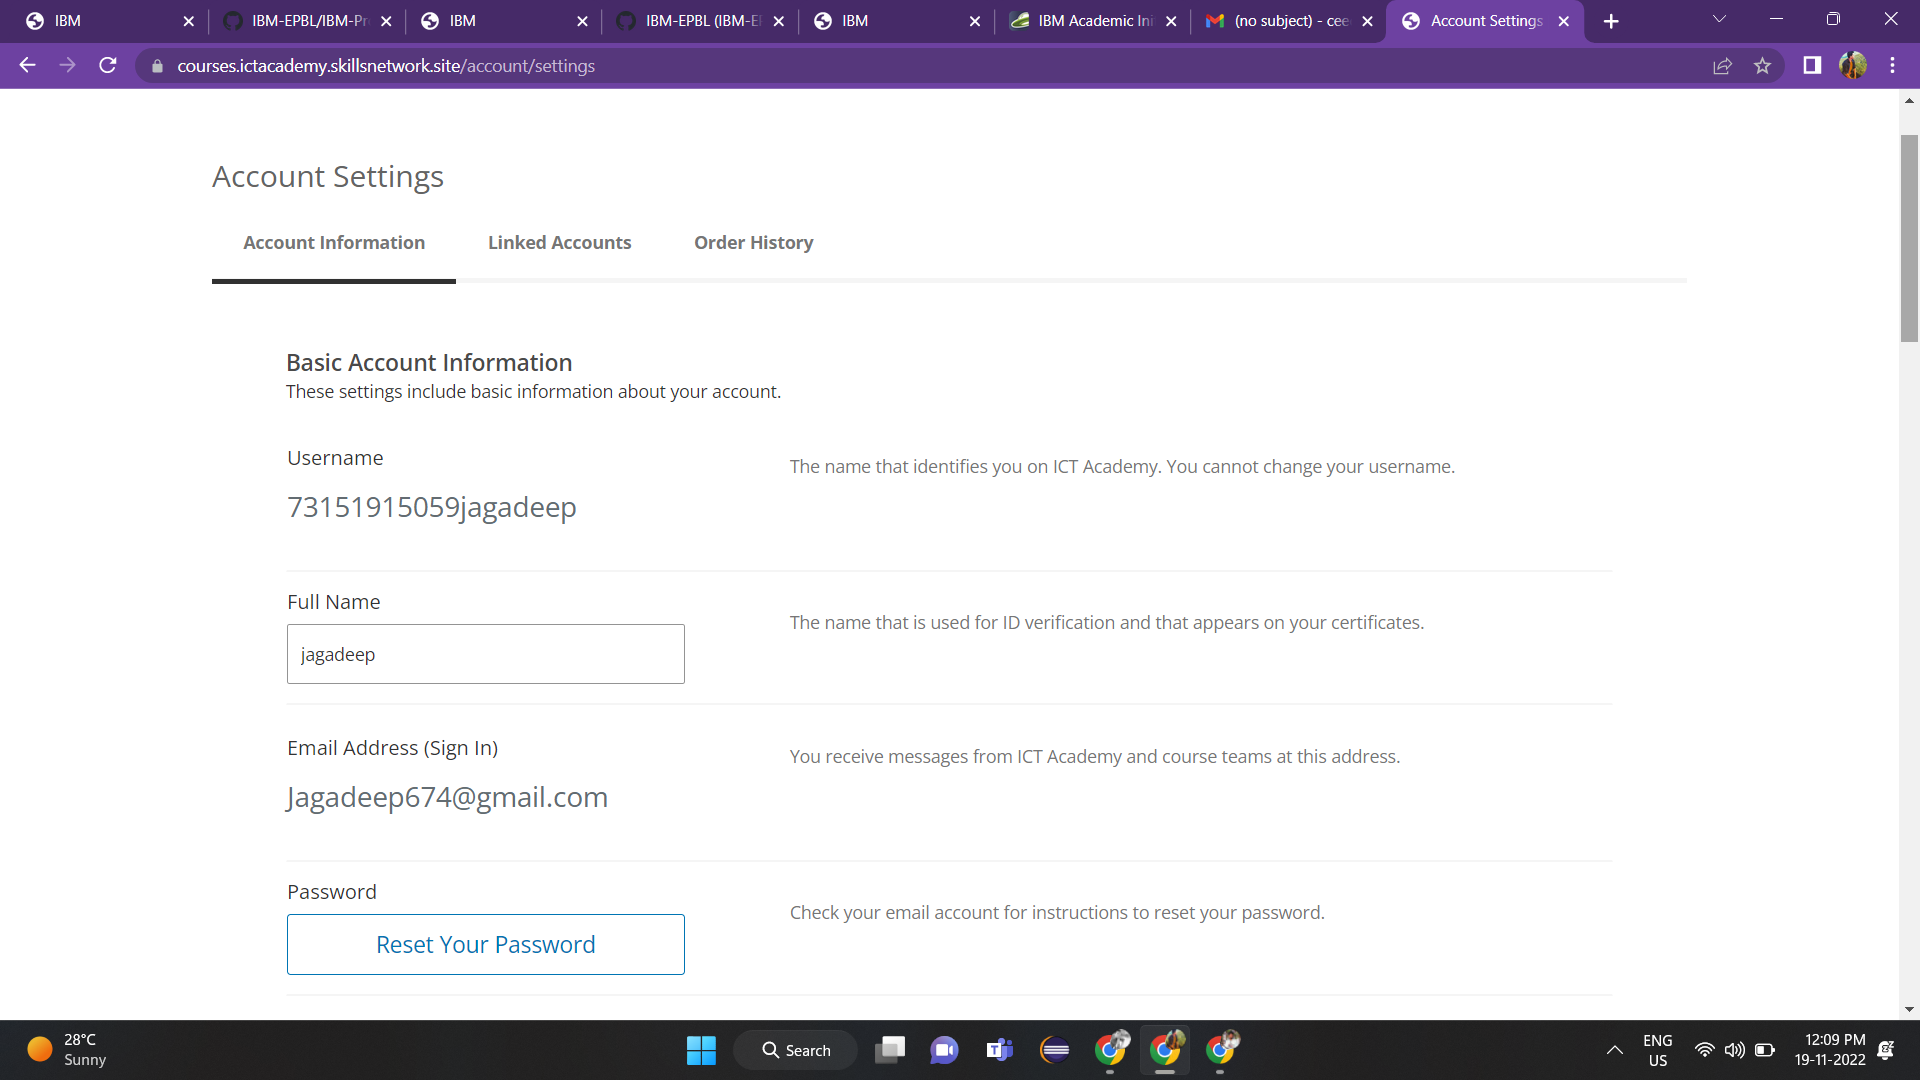 IBM
IBM-EPBL/IBM-Pr
IBM
IBM-EPBL (IBM-EP
IBM
IBM Academic Ini
(no subject) - cee
Account Settings
courses.ictacademy.skillsnetwork.site/account/settings
Account Settings
Account Information
Linked Accounts
Order History
Basic Account Information
These settings include basic information about your account.
Username
The name that identifies you on ICT Academy. You cannot change your username.
73151915059jagadeep
Full Name
The name that is used for ID verification and that appears on your certificates.
jagadeep
Email Address (Sign In)
You receive messages from ICT Academy and course teams at this address.
Jagadeep674@gmail.com
Password
Check your email account for instructions to reset your password.
Reset Your Password
28°C
Sunny
Search
ENG
US
12:09 PM
19-11-2022